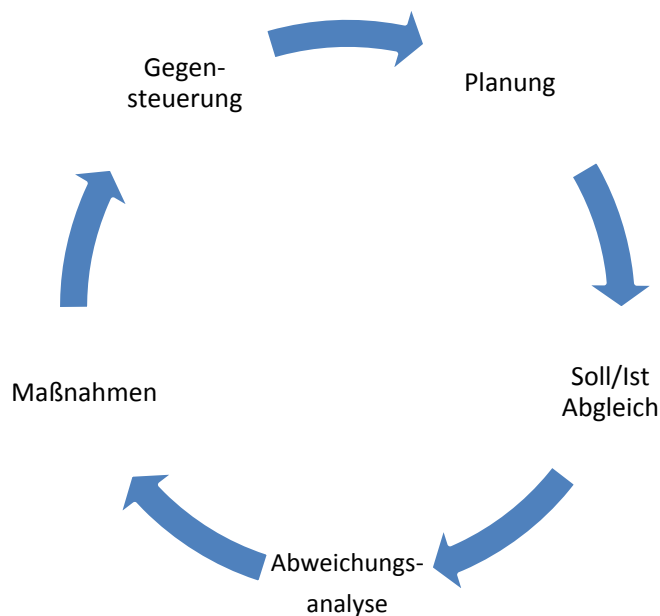 Gegen-
steuerung
Planung
Soll/Ist
Abgleich
Abweichungs-
analyse
Maßnahmen